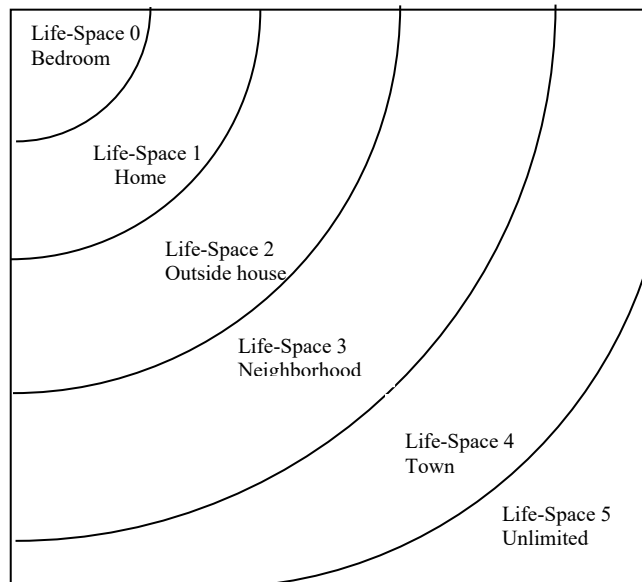 Life-Space 0
Bedroom
Life-Space 1
Home
Life-Space 2
Outside house
Life-Space 3
Neighborhood
Life-Space 4
Town
Life-Space 5
Unlimited